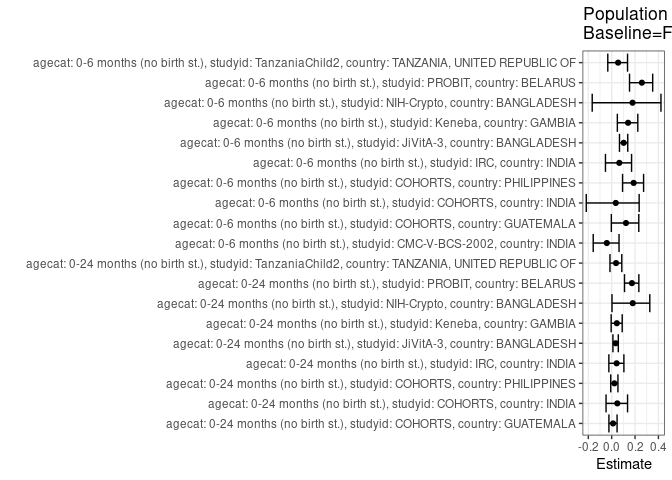 Population
Baseline=F
agecat: 0-6 months (no birth st.), studyid: TanzaniaChild2, country: TANZANIA, UNITED REPUBLIC OF
agecat: 0-6 months (no birth st.), studyid: PROBIT, country: BELARUS
agecat: 0-6 months (no birth st.), studyid: NIH-Crypto, country: BANGLADESH
agecat: 0-6 months (no birth st.), studyid: Keneba, country: GAMBIA
agecat: 0-6 months (no birth st.), studyid: JiVitA-3, country: BANGLADESH
agecat: 0-6 months (no birth st.), studyid: IRC, country: INDIA
agecat: 0-6 months (no birth st.), studyid: COHORTS, country: PHILIPPINES
agecat: 0-6 months (no birth st.), studyid: COHORTS, country: INDIA
agecat: 0-6 months (no birth st.), studyid: COHORTS, country: GUATEMALA
agecat: 0-6 months (no birth st.), studyid: CMC-V-BCS-2002, country: INDIA
agecat: 0-24 months (no birth st.), studyid: TanzaniaChild2, country: TANZANIA, UNITED REPUBLIC OF
agecat: 0-24 months (no birth st.), studyid: PROBIT, country: BELARUS
agecat: 0-24 months (no birth st.), studyid: NIH-Crypto, country: BANGLADESH
agecat: 0-24 months (no birth st.), studyid: Keneba, country: GAMBIA
agecat: 0-24 months (no birth st.), studyid: JiVitA-3, country: BANGLADESH
agecat: 0-24 months (no birth st.), studyid: IRC, country: INDIA
agecat: 0-24 months (no birth st.), studyid: COHORTS, country: PHILIPPINES
agecat: 0-24 months (no birth st.), studyid: COHORTS, country: INDIA
agecat: 0-24 months (no birth st.), studyid: COHORTS, country: GUATEMALA
-0.2 0.0 0.2 0.4
Estimate